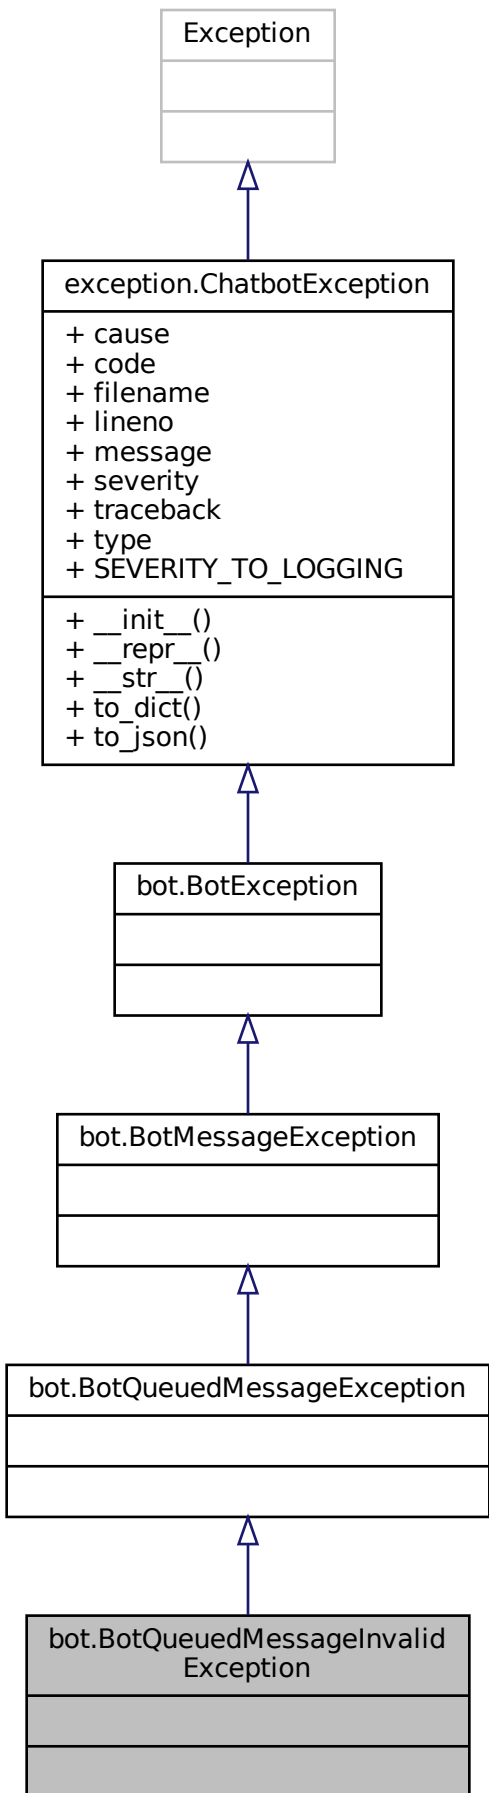 Exception
exception.ChatbotException
+ cause
+ code
+ filename
+ lineno
+ message
+ severity
+ traceback
+ type
+ SEVERITY_TO_LOGGING
+ __init__()
+ __repr__()
+ __str__()
+ to_dict()
+ to_json()
bot.BotException
bot.BotMessageException
bot.BotQueuedMessageException
bot.BotQueuedMessageInvalid
Exception